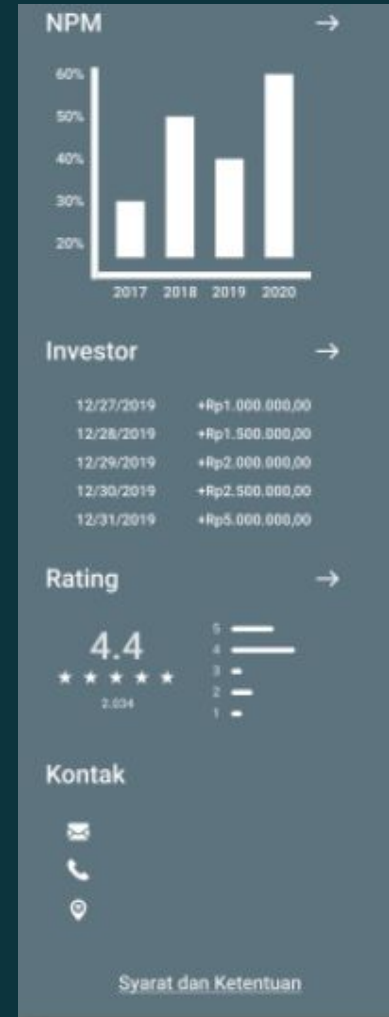 NPM →
60%
50%
40%
30%
20%
2017 2018 2019 2020
Investor →
12/27/2019 +Rp1.000.000,00
12/28/2019 +Rp1.500.000,00
12/29/2019 +Rp2.000.000,00
12/30/2019 +Rp2.500.000,00
12/31/2019 +Rp5.000.000,00
Rating →
4.4
2.034
5
4
3
2
1
Kontak
Syarat dan Ketentuan